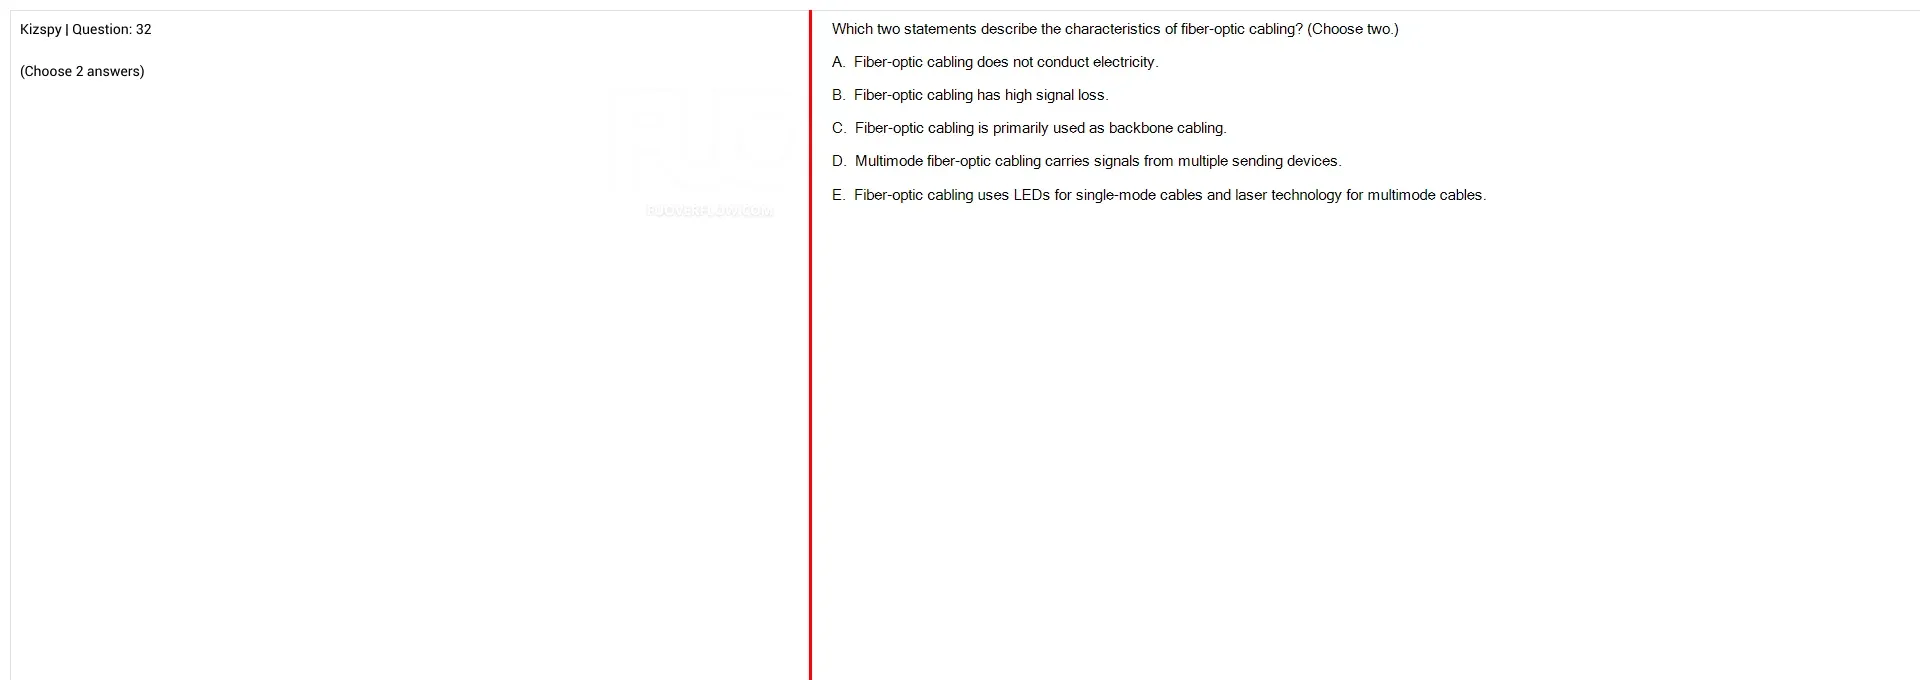 Kizspy | Question: 32
(Choose 2 answers)
FUOVERFLOW.COM
Which two statements describe the characteristics of fiber-optic cabling? (Choose two.)
A. Fiber-optic cabling does not conduct electricity.
B. Fiber-optic cabling has high signal loss.
C. Fiber-optic cabling is primarily used as backbone cabling.
D. Multimode fiber-optic cabling carries signals from multiple sending devices.
E. Fiber-optic cabling uses LEDs for single-mode cables and laser technology for multimode cables.